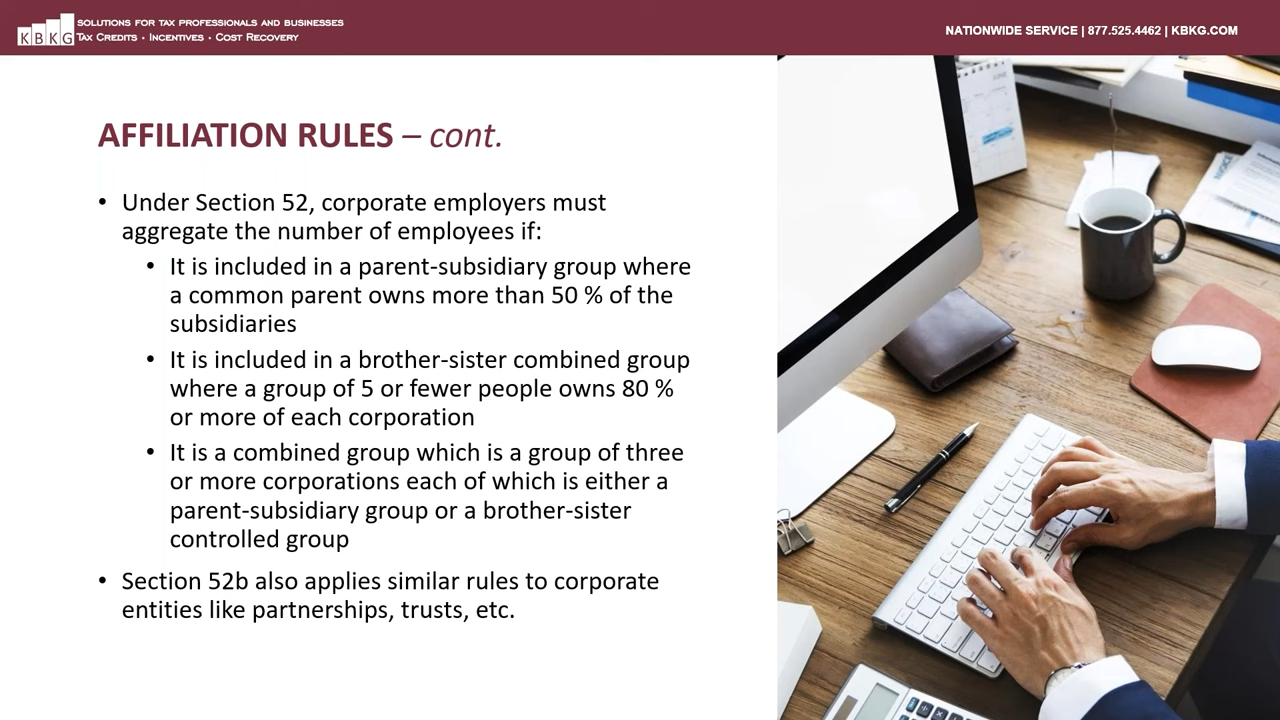 SOLUTIONS FOR TAX PROFESSIONALS AND BUSINESSES
KBKG
TAX CREDITS · INCENTIVES · COST RECOVERY
NATIONWIDE SERVICE | 877.525.4462 | KBKG.COM
AFFILIATION RULES – cont.
• Under Section 52, corporate employers must
aggregate the number of employees if:
• It is included in a parent-subsidiary group where
a common parent owns more than 50 % of the
subsidiaries
• It is included in a brother-sister combined group
where a group of 5 or fewer people owns 80 %
or more of each corporation
• It is a combined group which is a group of three
or more corporations each of which is either a
parent-subsidiary group or a brother-sister
controlled group
• Section 52b also applies similar rules to corporate
entities like partnerships, trusts, etc.
INVOICE